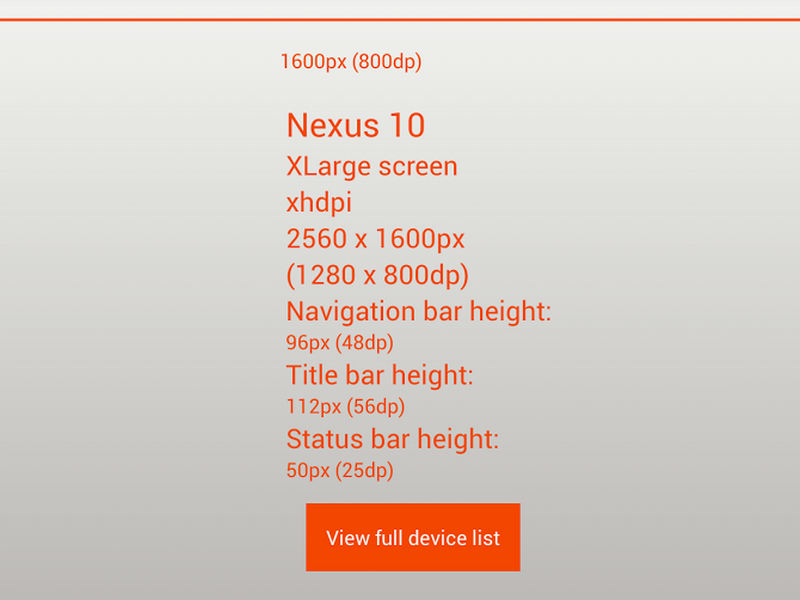 1600px (800dp)
Nexus 10
XLarge screen
xhdpi
2560 x 1600px
(1280 x 800dp)
Navigation bar height:
96px (48dp)
Title bar height:
112px (56dp)
Status bar height:
50px (25dp)
View full device list